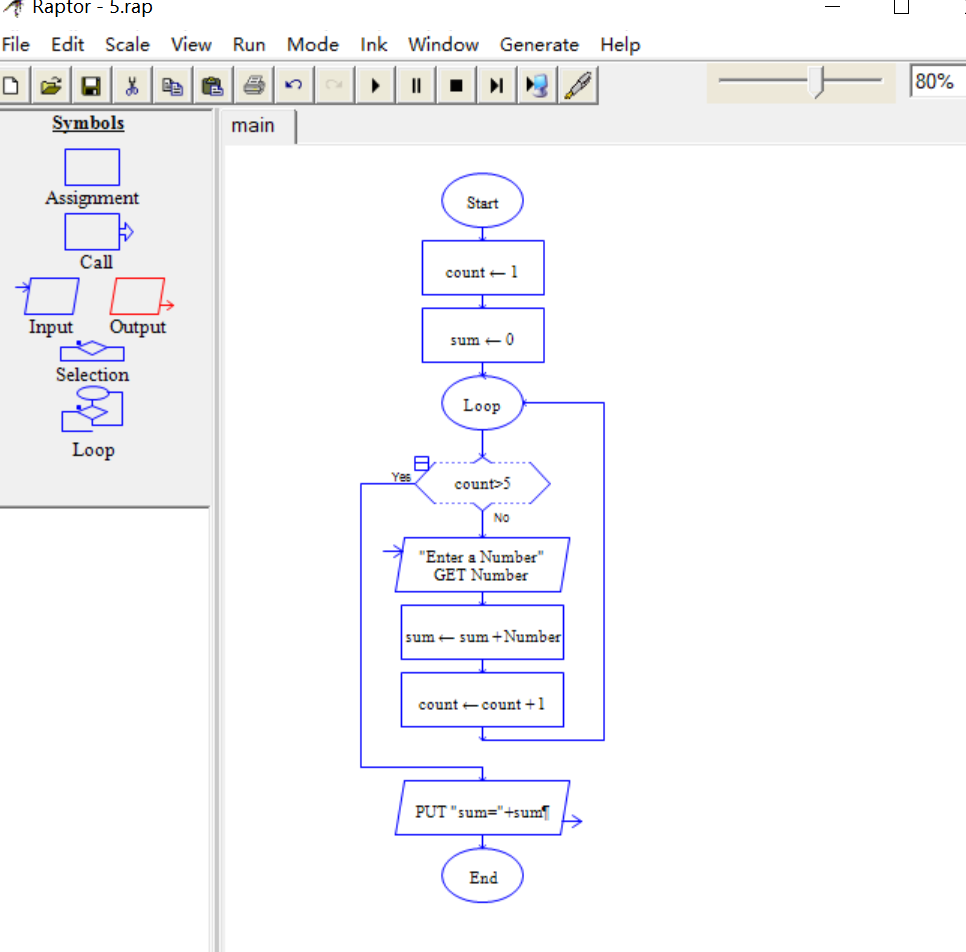 Raptor - 5.rap
File Edit Scale View Run Mode Ink Window Generate Help
80%
Symbols
Assignment
Call
Input Output
Selection
Loop
main
Start
count ← 1
sum ← 0
Loop
count>5
Yes
No
"Enter a Number"
GET Number
sum ← sum + Number
count ← count + 1
PUT "sum="+sum¶
End